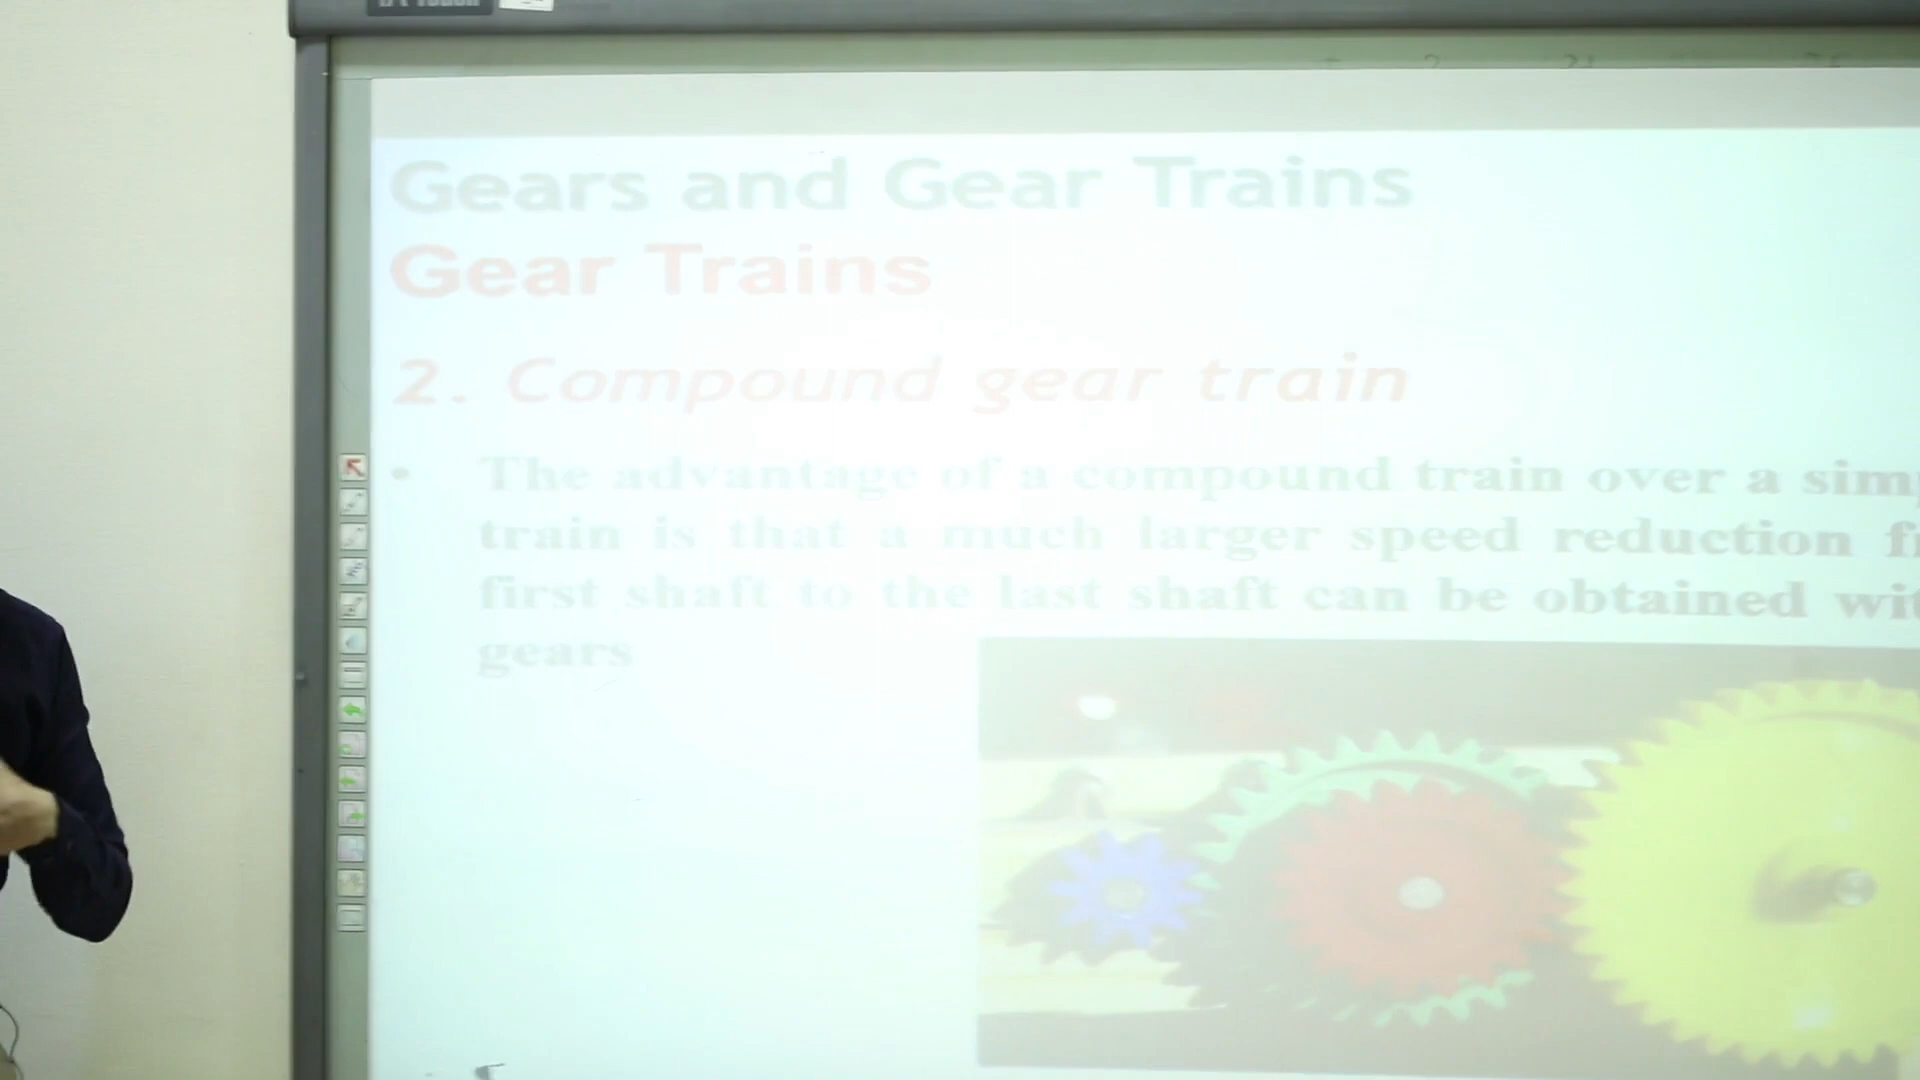 Gears and Gear Trains
Gear Trains
2. Compound gear train
• The advantage of a compound train over a simp
train is that a much larger speed reduction fr
first shaft to the last shaft can be obtained wit
gears